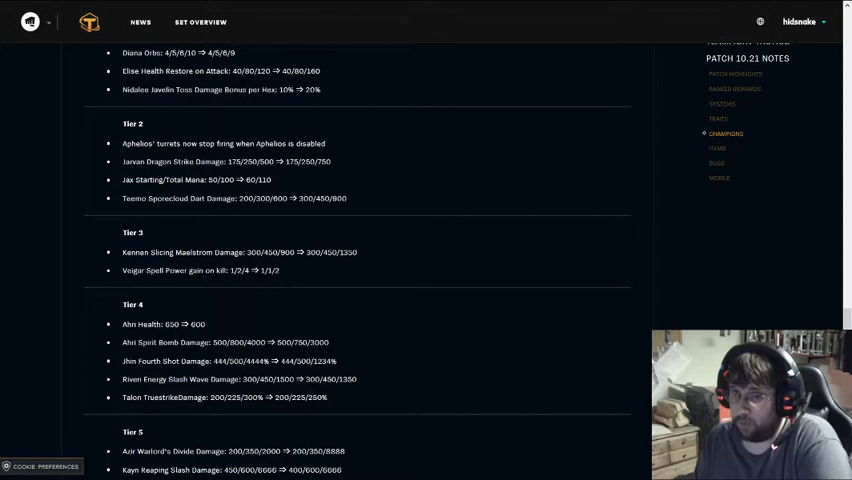 NEWS
SET OVERVIEW
hidsnake
Diana Orbs: 4/5/6/10 ⇒ 4/5/6/9
Elise Health Restore on Attack: 40/80/120 ⇒ 40/80/160
Nidalee Javelin Toss Damage Bonus per Hex: 10% ⇒ 20%
Tier 2
Aphelios' turrets now stop firing when Aphelios is disabled
Jarvan Dragon Strike Damage: 175/250/500 ⇒ 175/250/750
Jax Starting/Total Mana: 50/100 ⇒ 60/110
Teemo Sporecloud Dart Damage: 200/300/600 ⇒ 300/450/900
Tier 3
Kennen Slicing Maelstrom Damage: 300/450/900 ⇒ 300/450/1350
Veigar Spell Power gain on kill: 1/2/4 ⇒ 1/1/2
Tier 4
Ahri Health: 650 ⇒ 600
Ahri Spirit Bomb Damage: 500/800/4000 ⇒ 500/750/3000
Jhin Fourth Shot Damage: 444/500/4444% ⇒ 444/500/1234%
Riven Energy Slash Wave Damage: 300/450/1500 ⇒ 300/450/1350
Talon TruestrikeDamage: 200/225/300% ⇒ 200/225/250%
Tier 5
Azir Warlord's Divide Damage: 200/350/2000 ⇒ 200/350/8888
Kayn Reaping Slash Damage: 450/600/6666 ⇒ 400/600/6666
TEAMFIGHT TACTICS
PATCH 10.21 NOTES
PATCH HIGHLIGHTS
RANKED REWARDS
SYSTEMS
TRAITS
CHAMPIONS
ITEMS
BUGS
MOBILE
COOKIE PREFERENCES